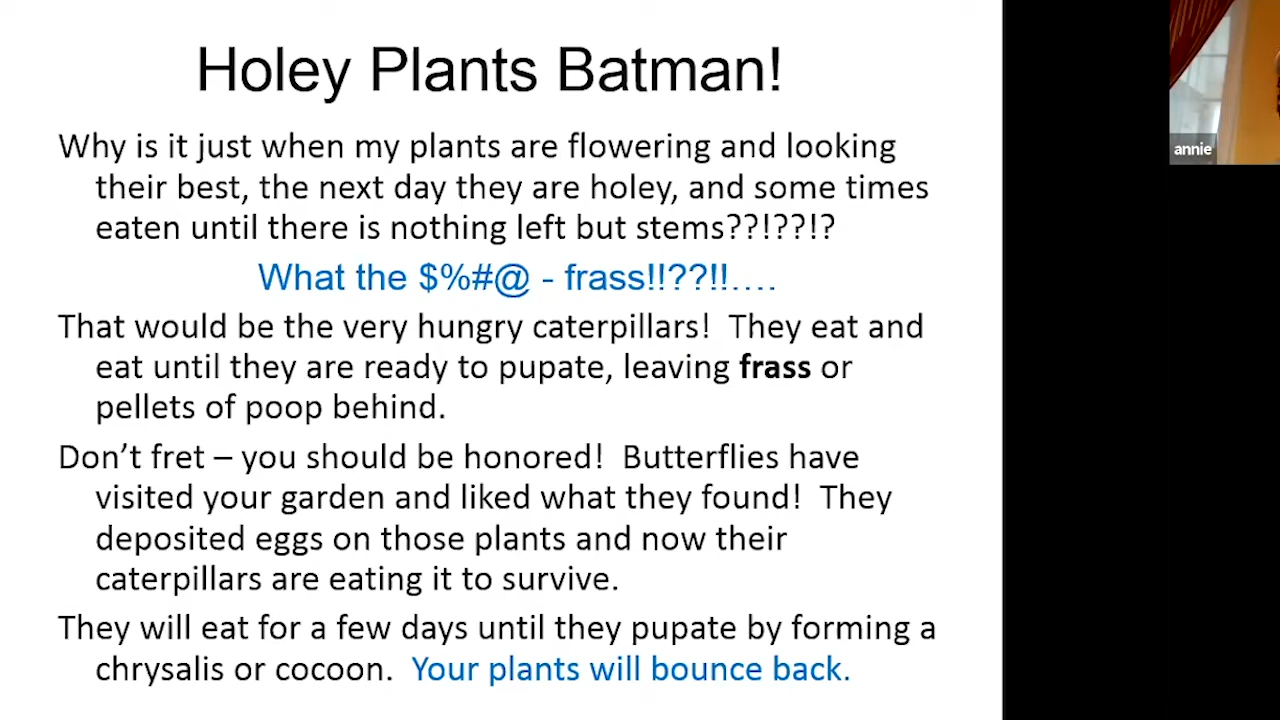 Holey Plants Batman!
Why is it just when my plants are flowering and looking
their best, the next day they are holey, and some times
eaten until there is nothing left but stems??!??!?
What the $%#@ - frass!!??!!....
That would be the very hungry caterpillars!  They eat and
eat until they are ready to pupate, leaving frass or
pellets of poop behind.
Don’t fret – you should be honored!  Butterflies have
visited your garden and liked what they found!  They
deposited eggs on those plants and now their
caterpillars are eating it to survive.
They will eat for a few days until they pupate by forming a
chrysalis or cocoon.  Your plants will bounce back.
annie